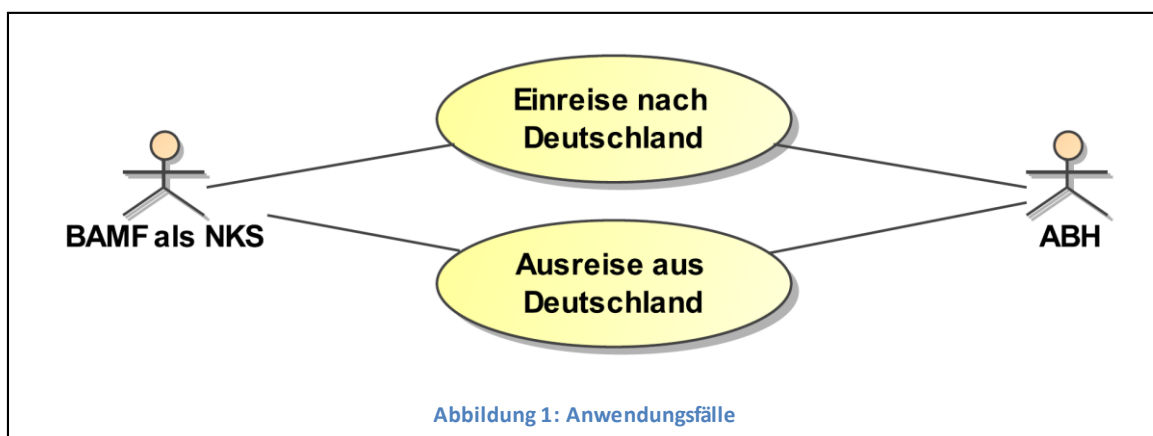 Einreise nach
Deutschland
BAMF als NKS
ABH
Ausreise aus
Deutschland
Abbildung 1: Anwendungsfälle